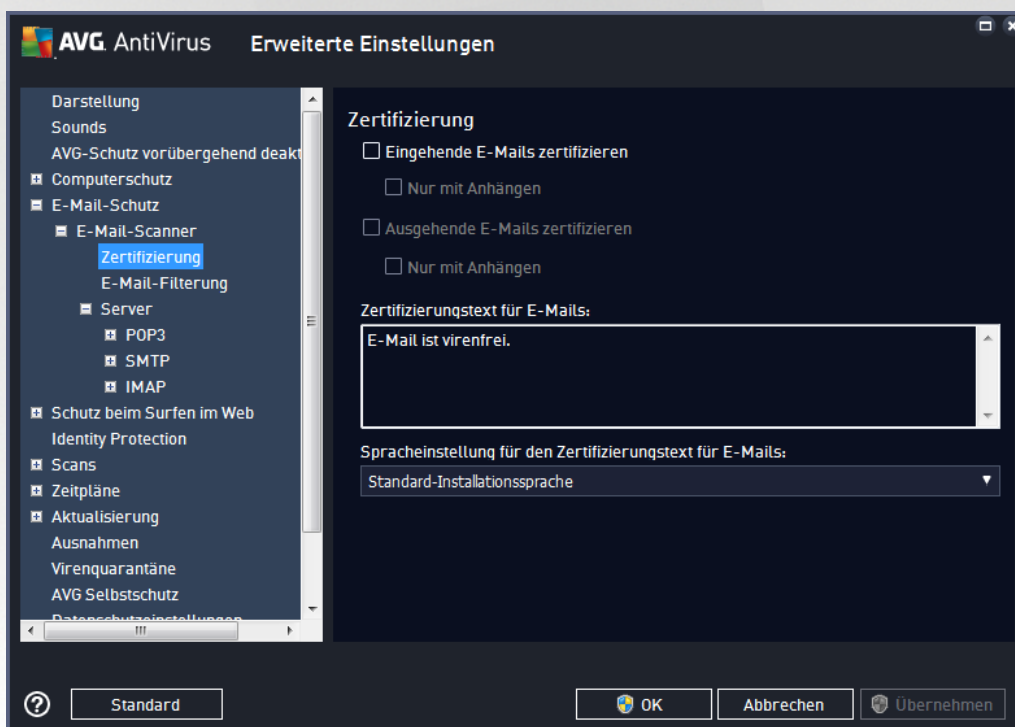 AVG. AntiVirus
Erweiterte Einstellungen
Darstellung
Sounds
AVG-Schutz vorübergehend deakt
Computerschutz
E-Mail-Schutz
E-Mail-Scanner
Zertifizierung
E-Mail-Filterung
Server
POP3
SMTP
IMAP
Schutz beim Surfen im Web
Identity Protection
Scans
Zeitpläne
Aktualisierung
Ausnahmen
Virenquarantäne
AVG Selbstschutz
Datenschutzeinstellungen
Zertifizierung
Eingehende E-Mails zertifizieren
Nur mit Anhängen
Ausgehende E-Mails zertifizieren
Nur mit Anhängen
Zertifizierungstext für E-Mails:
E-Mail ist virenfrei.
Spracheinstellung für den Zertifizierungstext für E-Mails:
Standard-Installationssprache
Standard
OK
Abbrechen
Übernehmen